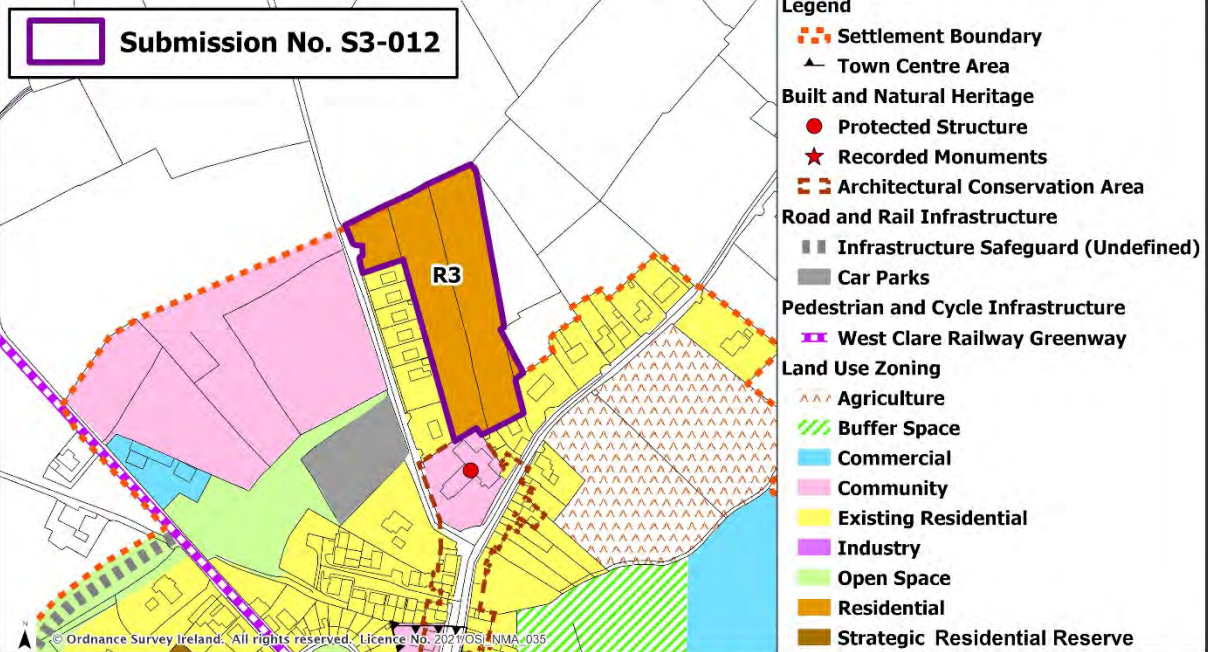 Submission No. S3-012
R3
N
© Ordnance Survey Ireland. All rights reserved. Licence No. 2021/OSi_NMA_035
Legend
Settlement Boundary
Town Centre Area
Built and Natural Heritage
Protected Structure
Recorded Monuments
Architectural Conservation Area
Road and Rail Infrastructure
Infrastructure Safeguard (Undefined)
Car Parks
Pedestrian and Cycle Infrastructure
West Clare Railway Greenway
Land Use Zoning
Agriculture
Buffer Space
Commercial
Community
Existing Residential
Industry
Open Space
Residential
Strategic Residential Reserve